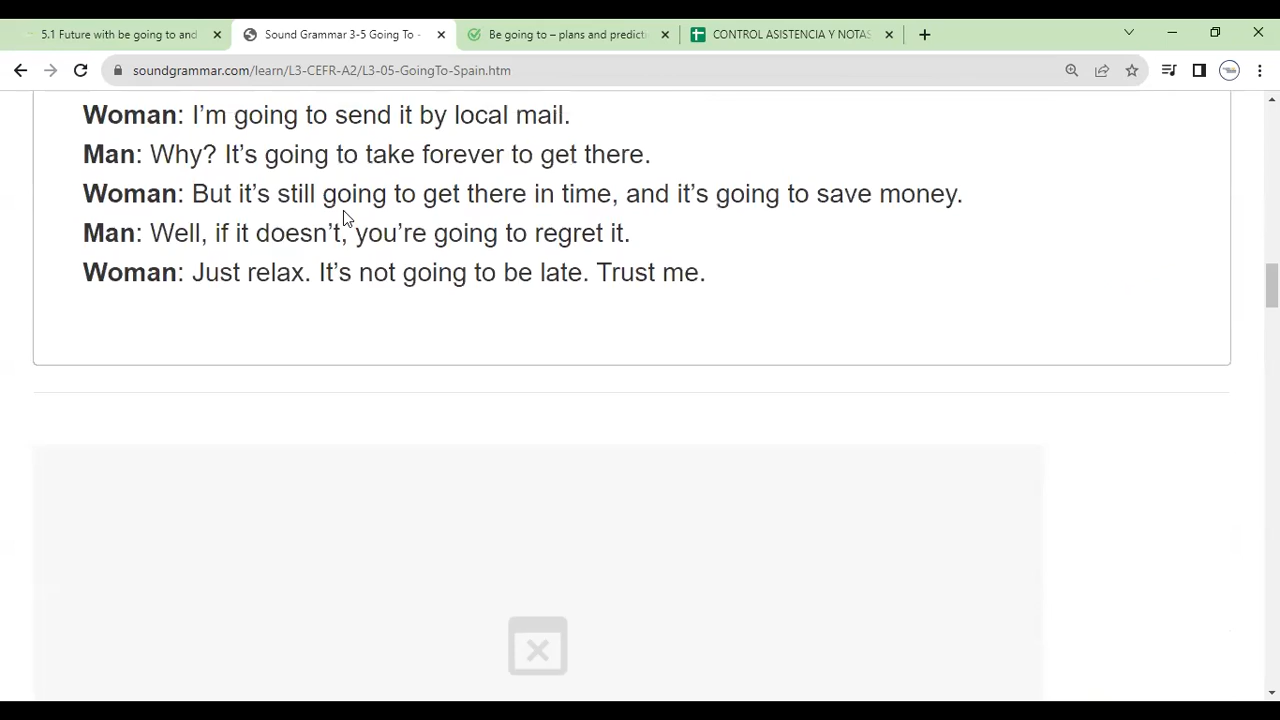 5.1 Future with be going to and
Sound Grammar 3-5 Going To -
Be going to – plans and predicti
CONTROL ASISTENCIA Y NOTAS
soundgrammar.com/learn/L3-CEFR-A2/L3-05-GoingTo-Spain.htm
Woman: I’m going to send it by local mail.
Man: Why? It’s going to take forever to get there.
Woman: But it’s still going to get there in time, and it’s going to save money.
Man: Well, if it doesn’t, you’re going to regret it.
Woman: Just relax. It’s not going to be late. Trust me.